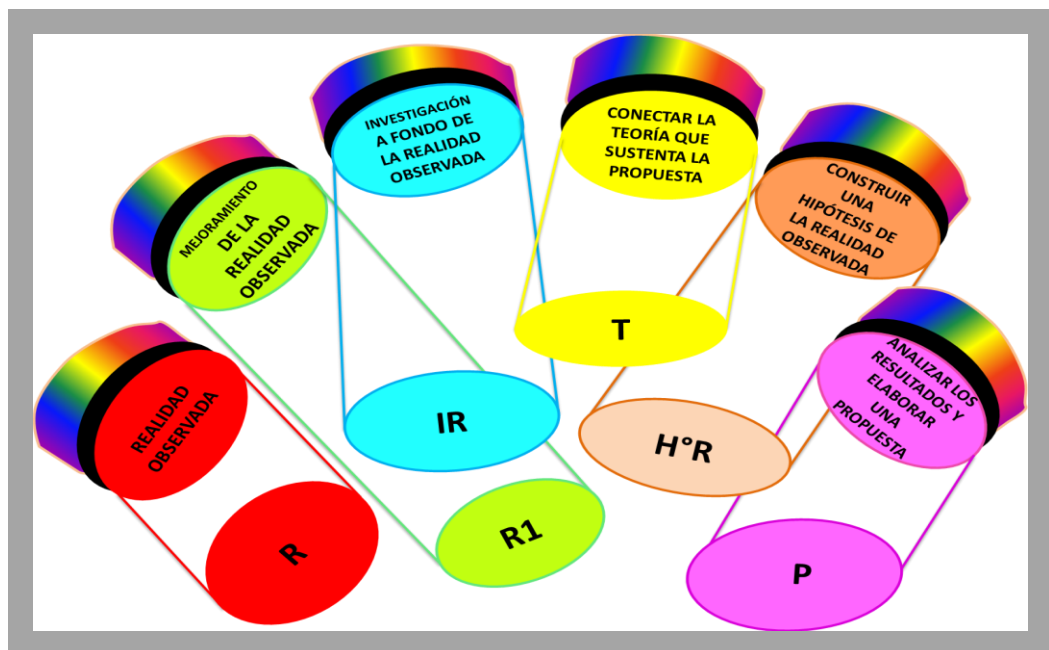 REALIDAD
OBSERVADA
R
MEJORAMIENTO
DE LA
REALIDAD
OBSERVADA
R1
INVESTIGACIÓN
A FONDO DE
LA REALIDAD
OBSERVADA
IR
CONECTAR LA
TEORÍA QUE
SUSTENTA LA
PROPUESTA
T
CONSTRUIR
UNA
HIPÓTESIS DE
LA REALIDAD
OBSERVADA
H°R
ANALIZAR LOS
RESULTADOS Y
ELABORAR
UNA
PROPUESTA
P